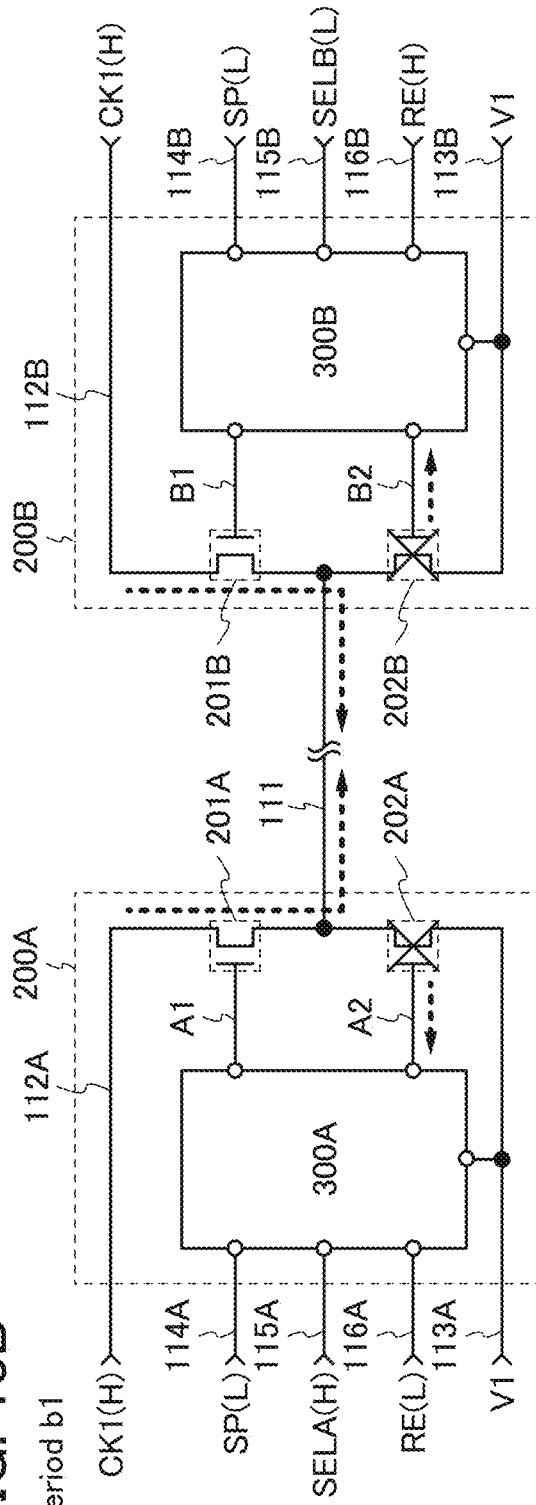 eriod b1
200A
200B
112A
112B
CK1(H)
CK1(H)
201A
201B
A1
B1
SP(L)
114A
114B
SP(L)
300A
111
300B
SELA(H)
115A
115B
SELB(L)
A2
B2
RE(L)
116A
116B
RE(H)
202A
202B
V1
113A
113B
V1